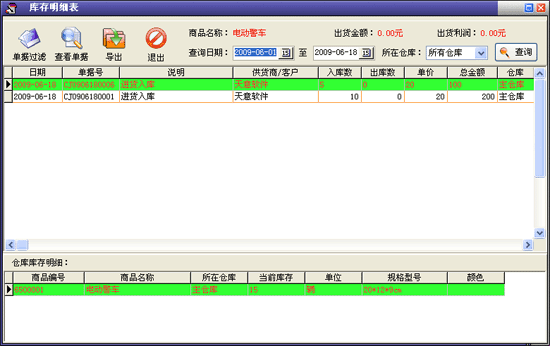 库存明细表
单据过滤 查看单据 导出 退出
商品名称： 电动警车 出货金额： 0.00元 出货利润： 0.00元
查询日期： 2009-06-01 至 2009-06-18 所在仓库： 所有仓库 查询
日期 单据号 说明 供货商/客户 入库数 出库数 单价 总金额 仓库
2009-06-18 CJ0906180006 进货入库 天意软件 5 0 20 100 主仓库
2009-06-18 CJ0906180001 进货入库 天意软件 10 0 20 200 主仓库
仓库库存明细：
商品编号 商品名称 所在仓库 当前库存 单位 规格型号 颜色
6500001 电动警车 主仓库 15 辆 20*12*9cm